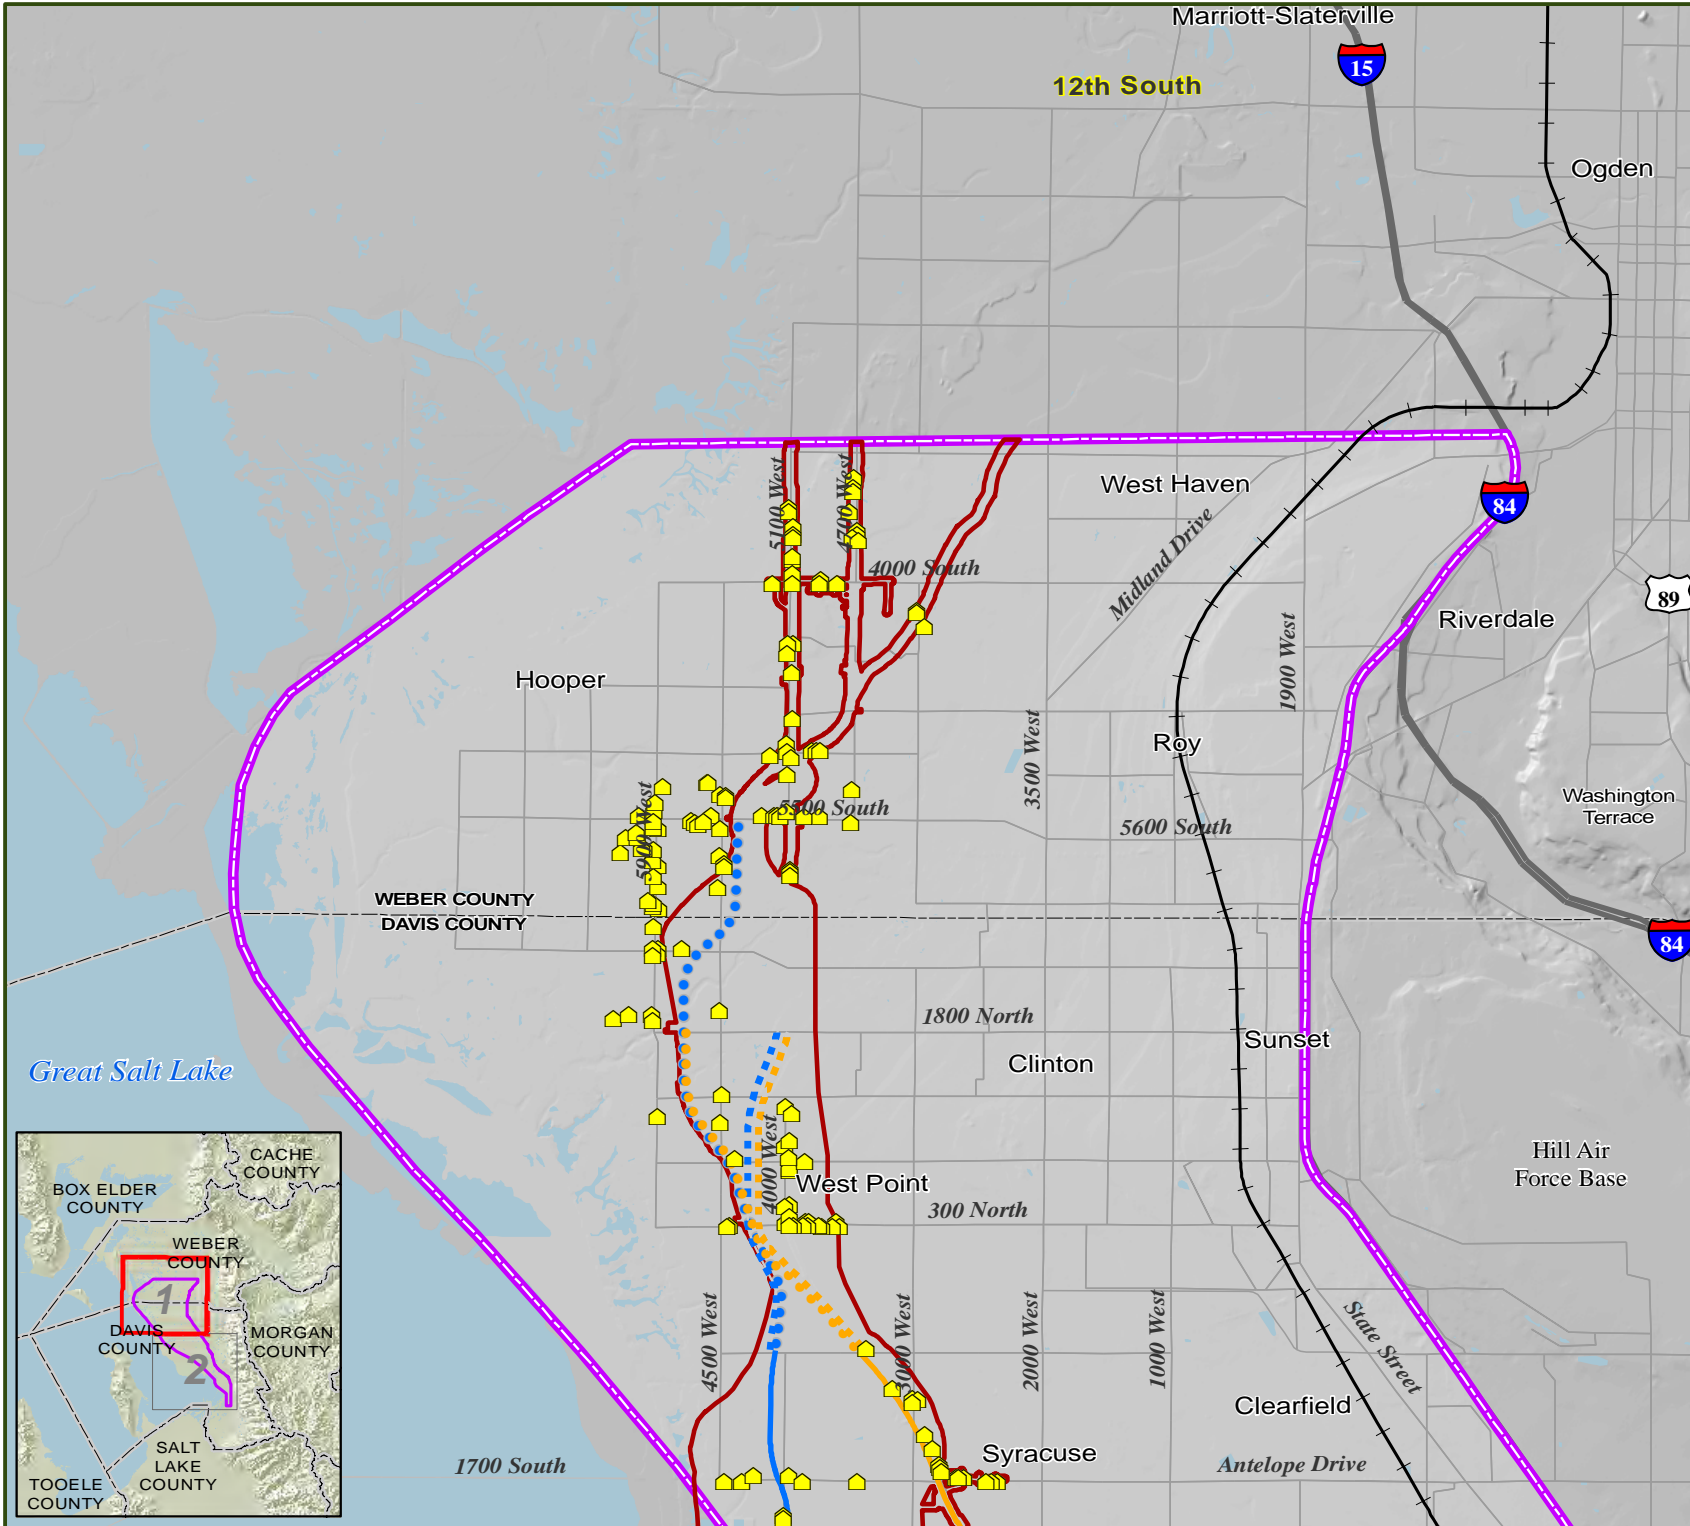 Marriott-Slaterville
15
12th South
Ogden
5100 West
4700 West
West Haven
84
Midland Drive
4000 South
89
Riverdale
1900 West
Hooper
3500 West
Roy
5900 West
5500 South
5600 South
Washington
Terrace
WEBER COUNTY
DAVIS COUNTY
84
1800 North
Sunset
Clinton
Great Salt Lake
4000 West
West Point
Hill Air
Force Base
300 North
CACHE
COUNTY
BOX ELDER
COUNTY
WEBER
COUNTY
1
DAVIS
COUNTY
MORGAN
COUNTY
2
SALT
LAKE
COUNTY
TOOELE
COUNTY
4500 West
3000 West
2000 West
1000 West
State Street
Clearfield
Syracuse
1700 South
Antelope Drive